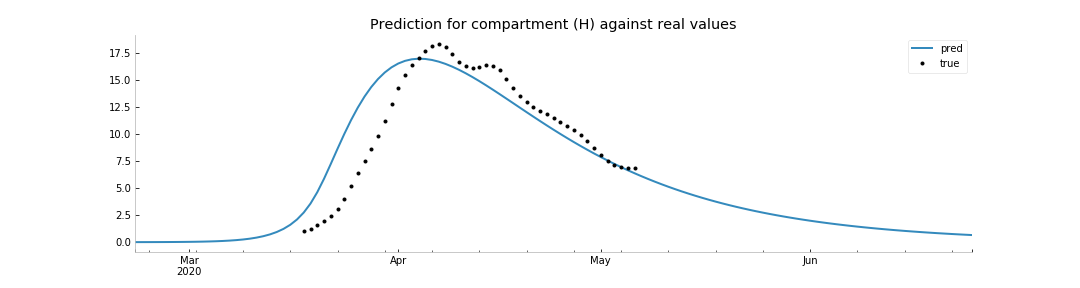 Prediction for compartment (H) against real values
17.5
15.0
12.5
10.0
7.5
5.0
2.5
0.0
pred
true
Mar
2020
Apr
May
Jun